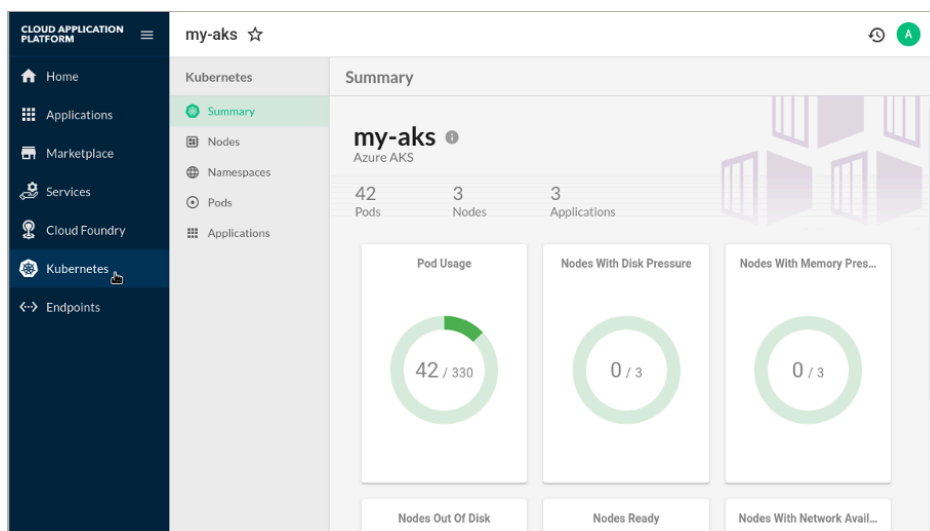 CLOUD APPLICATION
PLATFORM
my-aks
A
Home
Applications
Marketplace
Services
Cloud Foundry
Kubernetes
Endpoints
Kubernetes
Summary
Nodes
Namespaces
Pods
Applications
Summary
my-aks
Azure AKS
42 3 3
Pods Nodes Applications
Pod Usage Nodes With Disk Pressure Nodes With Memory Pres...
42 / 330 0 / 3 0 / 3
Nodes Out Of Disk Nodes Ready Nodes With Network Avail...